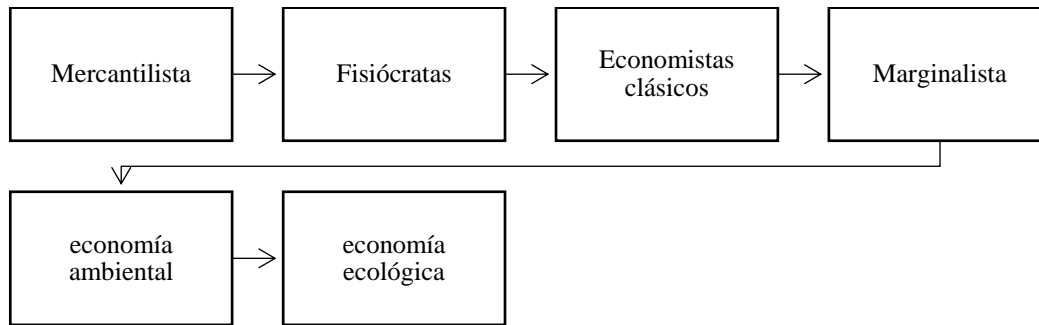 Mercantilista
Fisiócratas
Economistas
clásicos
Marginalista
economía
ambiental
economía
ecológica